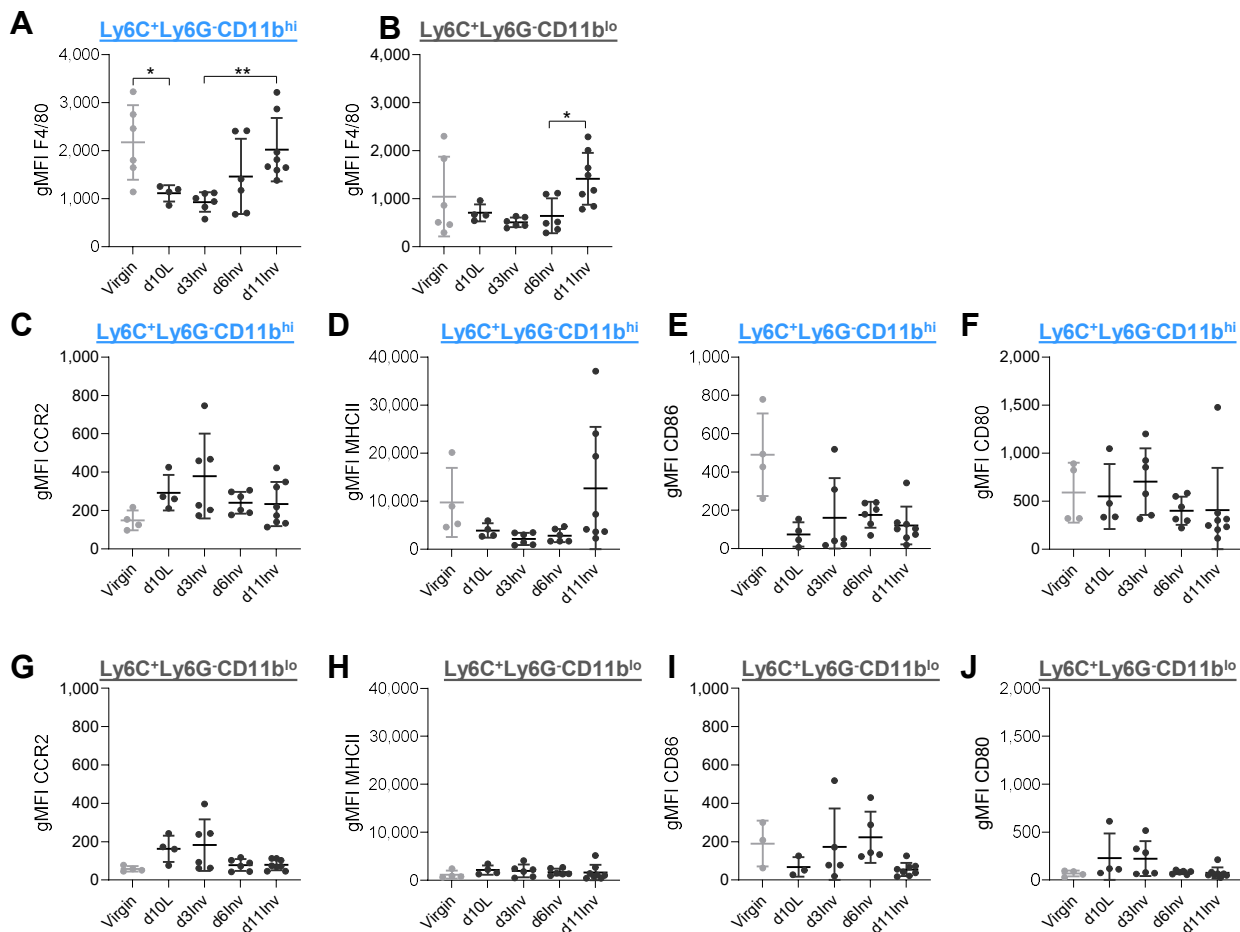 A
Ly6C⁺Ly6G⁻CD11bʰⁱ
gMFI F4/80
4,000
3,000
2,000
1,000
0
*
**
Virgin
d10L
d3Inv
d6Inv
d11Inv
B
Ly6C⁺Ly6G⁻CD11bˡᵒ
gMFI F4/80
4,000
3,000
2,000
1,000
0
*
Virgin
d10L
d3Inv
d6Inv
d11Inv
C
Ly6C⁺Ly6G⁻CD11bʰⁱ
gMFI CCR2
1,000
800
600
400
200
0
Virgin
d10L
d3Inv
d6Inv
d11Inv
D
Ly6C⁺Ly6G⁻CD11bʰⁱ
gMFI MHCII
40,000
30,000
20,000
10,000
0
Virgin
d10L
d3Inv
d6Inv
d11Inv
E
Ly6C⁺Ly6G⁻CD11bʰⁱ
gMFI CD86
1,000
800
600
400
200
0
Virgin
d10L
d3Inv
d6Inv
d11Inv
F
Ly6C⁺Ly6G⁻CD11bʰⁱ
gMFI CD80
2,000
1,500
1,000
500
0
Virgin
d10L
d3Inv
d6Inv
d11Inv
G
Ly6C⁺Ly6G⁻CD11bˡᵒ
gMFI CCR2
1,000
800
600
400
200
0
Virgin
d10L
d3Inv
d6Inv
d11Inv
H
Ly6C⁺Ly6G⁻CD11bˡᵒ
gMFI MHCII
40,000
30,000
20,000
10,000
0
Virgin
d10L
d3Inv
d6Inv
d11Inv
I
Ly6C⁺Ly6G⁻CD11bˡᵒ
gMFI CD86
1,000
800
600
400
200
0
Virgin
d10L
d3Inv
d6Inv
d11Inv
J
Ly6C⁺Ly6G⁻CD11bˡᵒ
gMFI CD80
2,000
1,500
1,000
500
0
Virgin
d10L
d3Inv
d6Inv
d11Inv